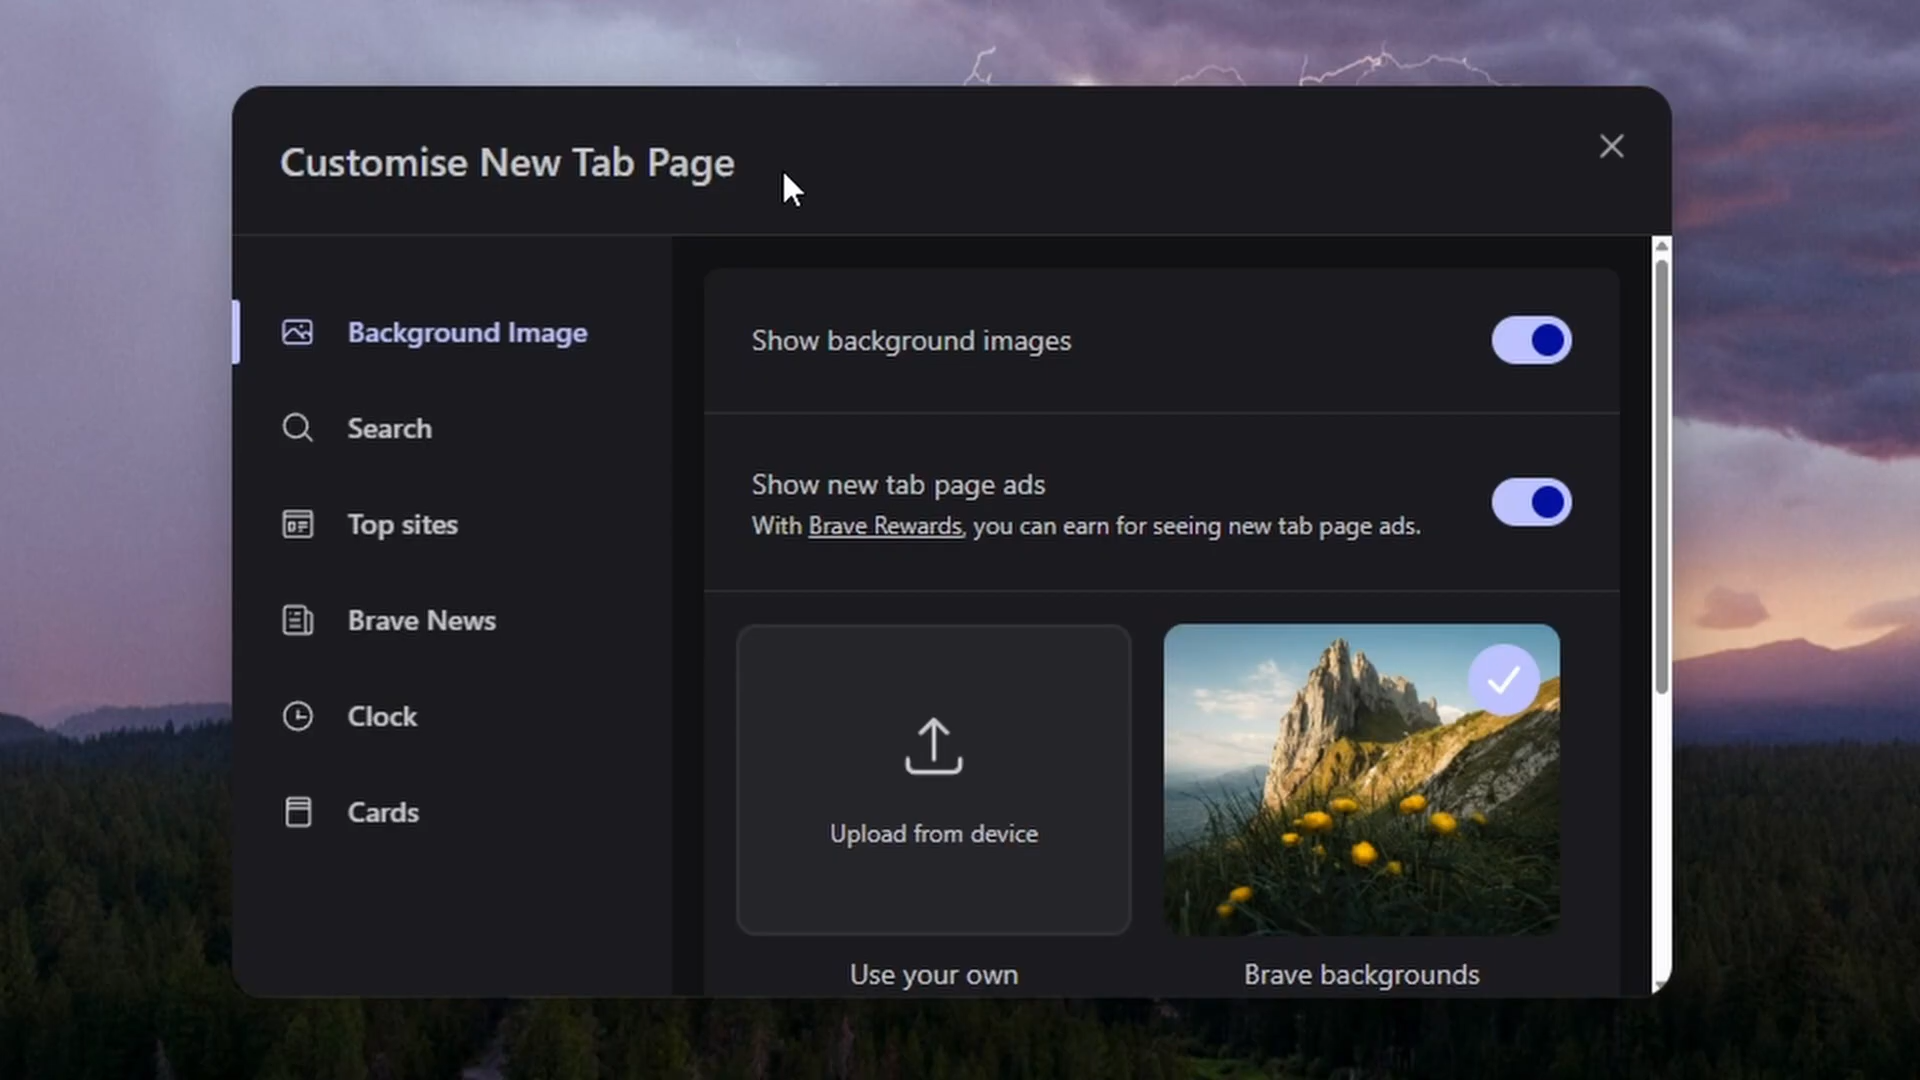 Customise New Tab Page
Background Image
Search
Top sites
Brave News
Clock
Cards
Show background images
Show new tab page ads
With Brave Rewards, you can earn for seeing new tab page ads.
Upload from device
Use your own
Brave backgrounds